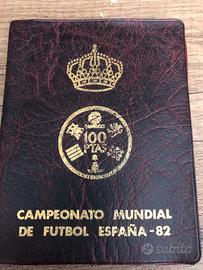 100
PTAS
CAMPEONATO MUNDIAL
DE FUTBOL ESPAÑA-82
subito